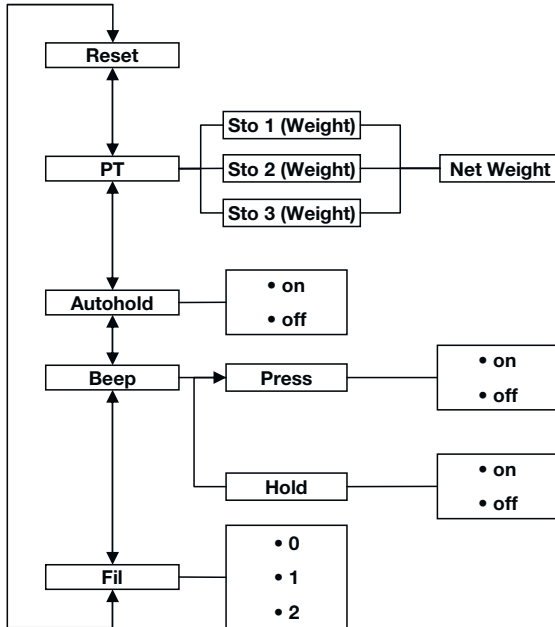 Reset
Sto 1 (Weight)
PT
Sto 2 (Weight)
Net Weight
Sto 3 (Weight)
Autohold
• on
• off
Beep
Press
• on
• off
Hold
• on
• off
Fil
• 0
• 1
• 2